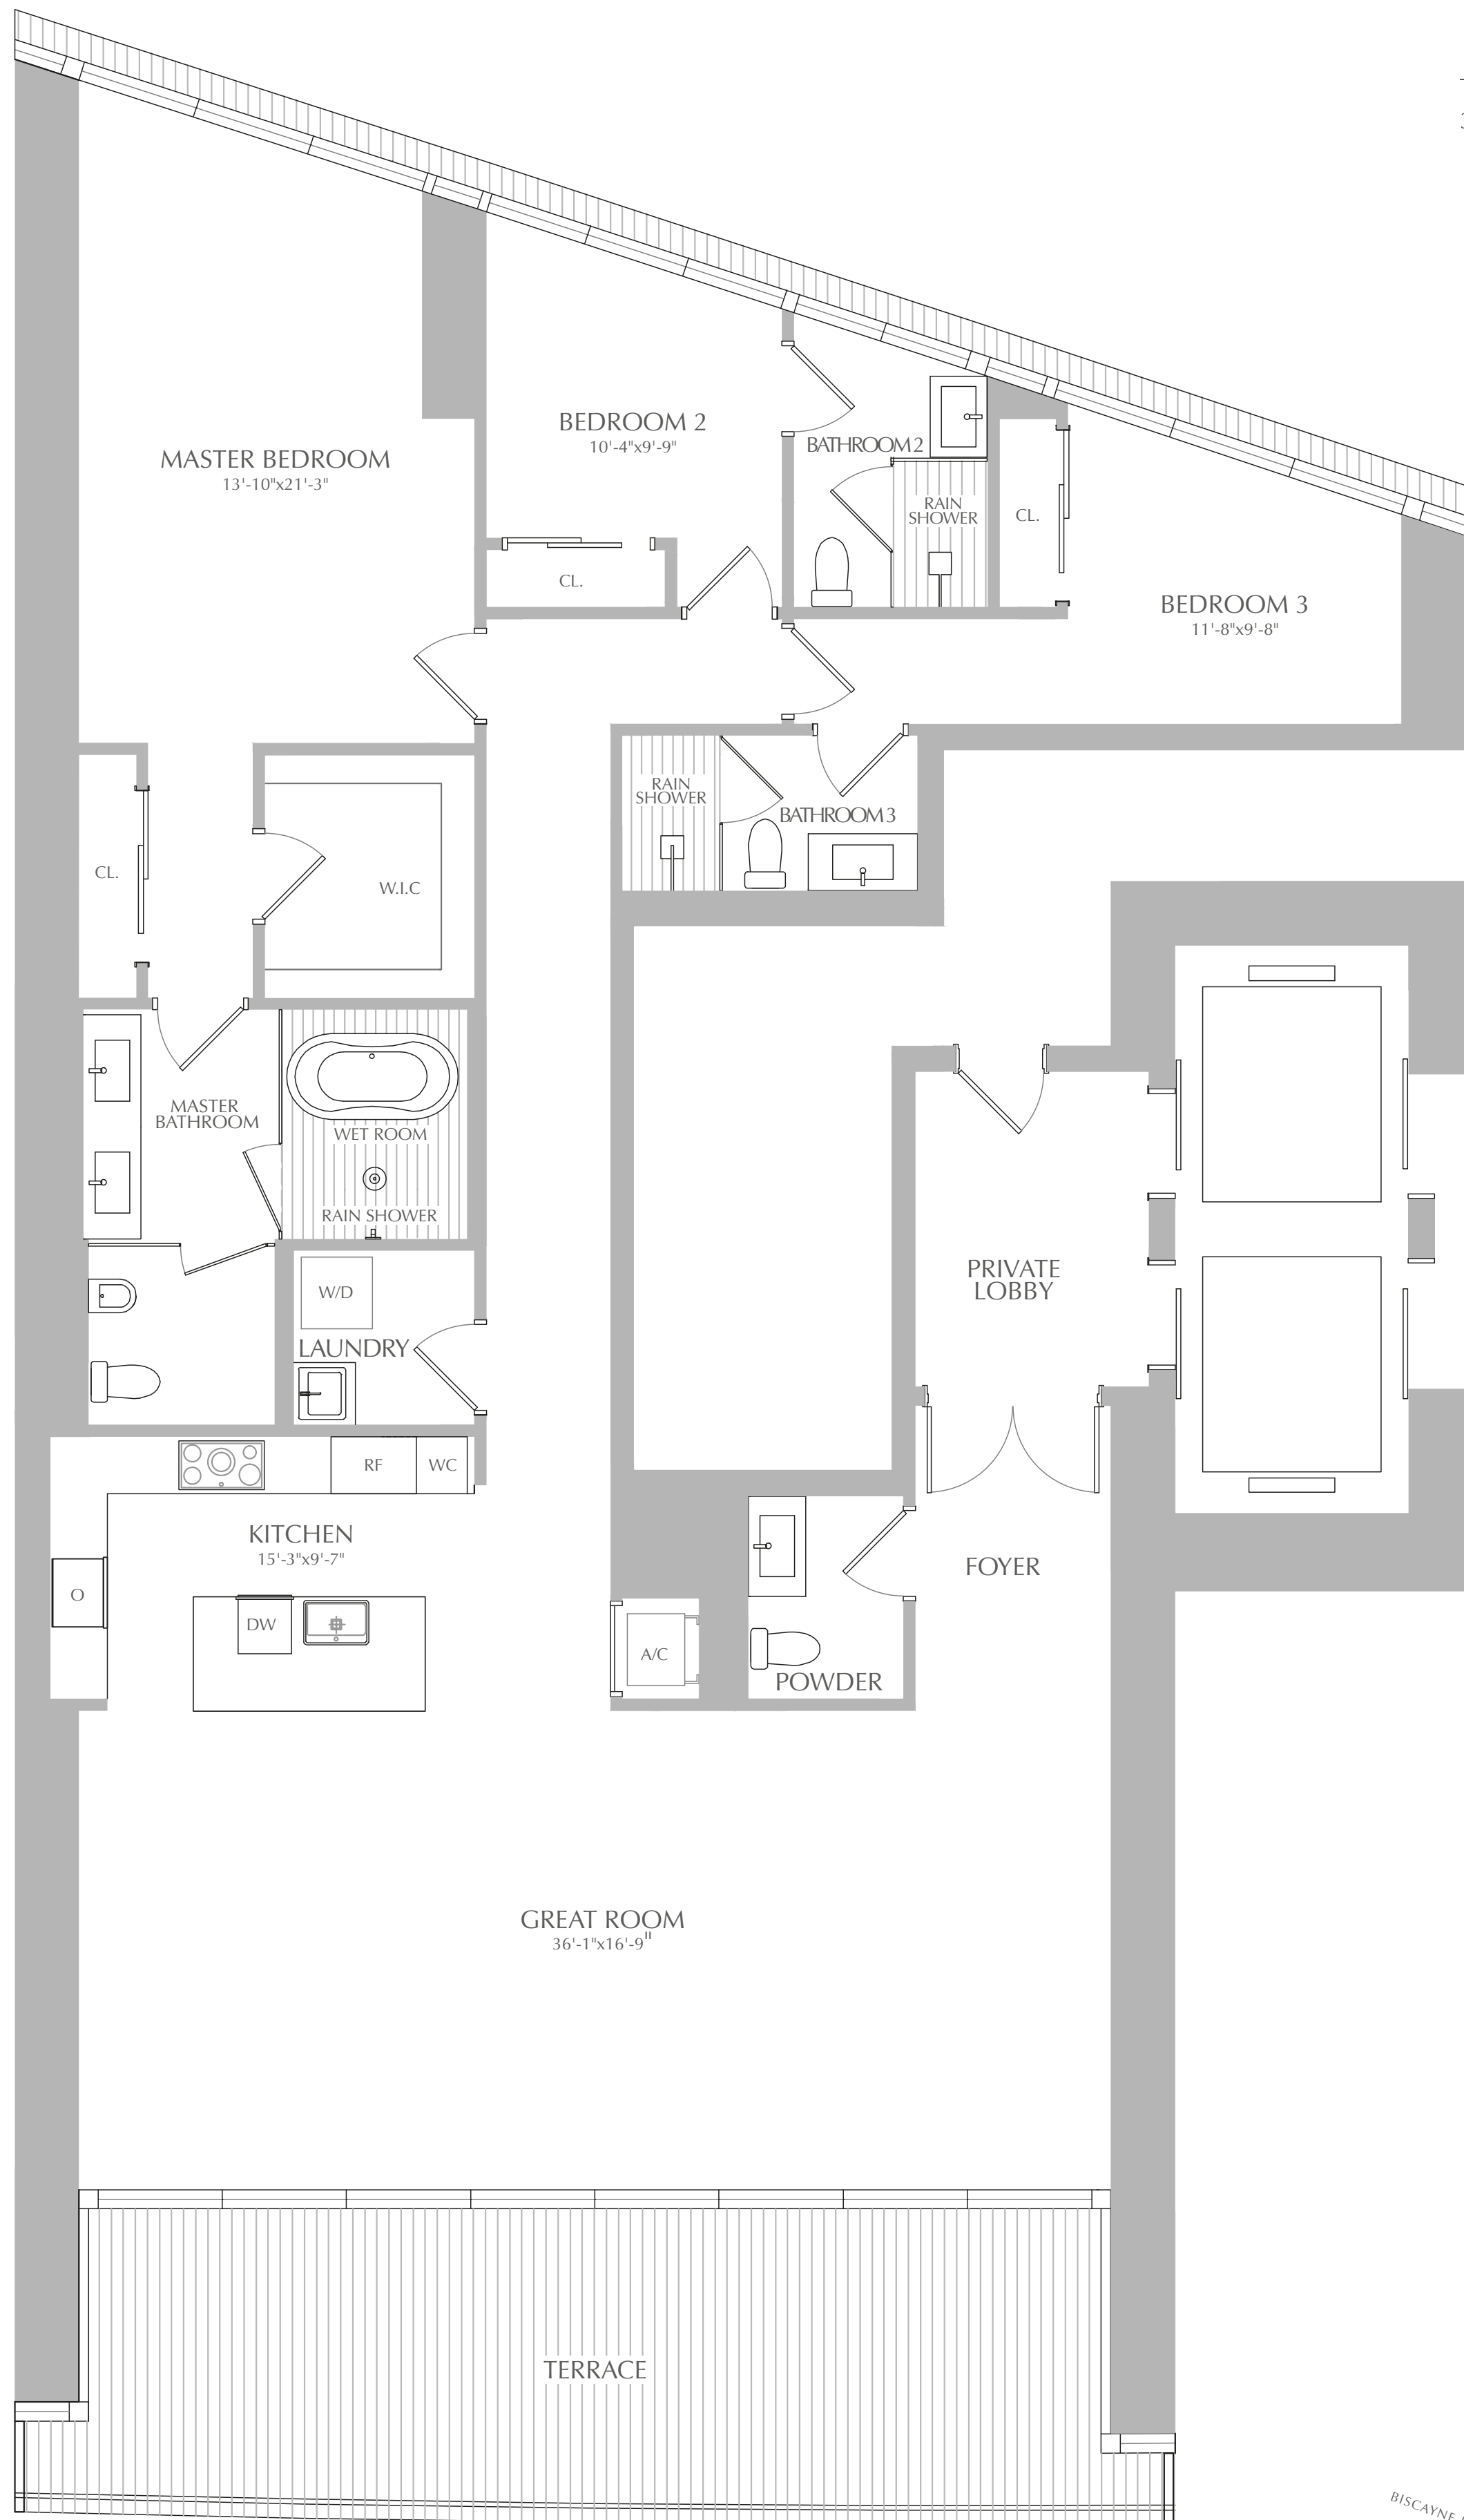 BEDROOM 2
10'-4"x9'-9"
BATHROOM 2
MASTER BEDROOM
13'-10"x21'-3"
RAIN
SHOWER
CL.
CL.
BEDROOM 3
11'-8"x9'-8"
RAIN
SHOWER
BATHROOM 3
CL.
W.I.C
MASTER
BATHROOM
WET ROOM
RAIN SHOWER
PRIVATE
LOBBY
W/D
LAUNDRY
RF
WC
KITCHEN
15'-3"x9'-7"
FOYER
O
DW
A/C
POWDER
GREAT ROOM
36'-1"x16'-9"
TERRACE
BISCAYNE